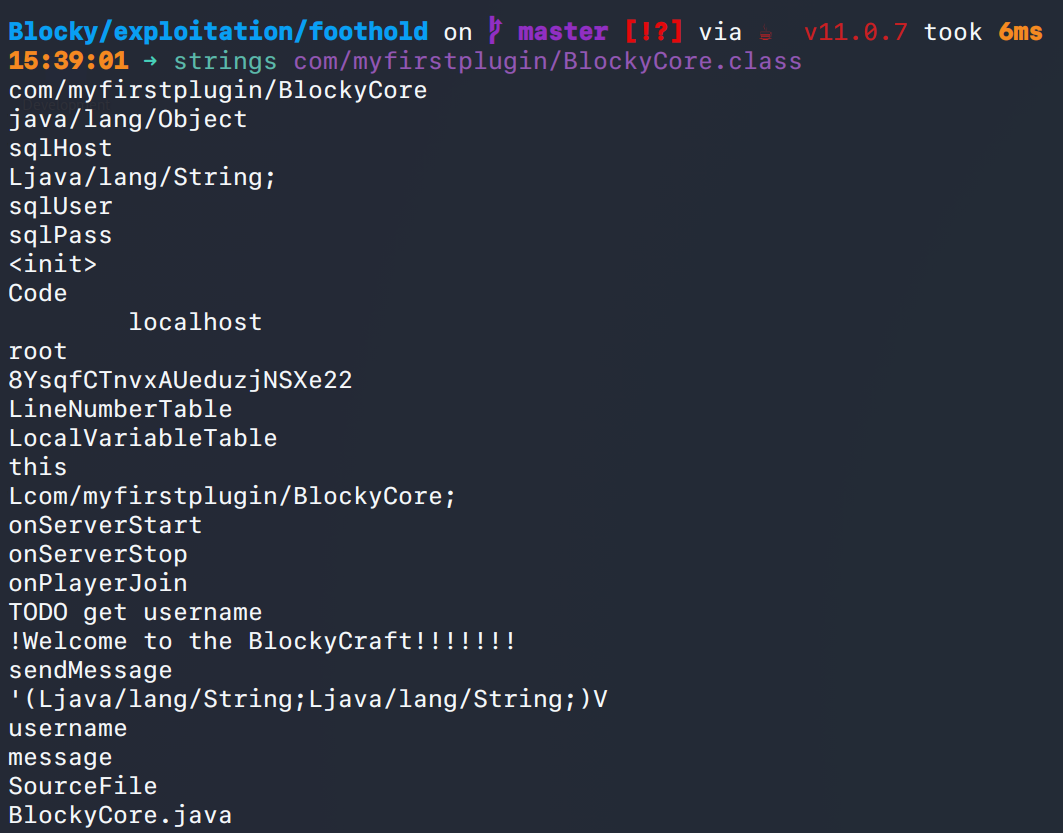 Blocky/exploitation/foothold on master [!?] via ☕ v11.0.7 took 6ms
15:39:01 → strings com/myfirstplugin/BlockyCore.class
com/myfirstplugin/BlockyCore
java/lang/Object
sqlHost
Ljava/lang/String;
sqlUser
sqlPass
<init>
Code
localhost
root
8YsqfCTnvxAUeduzjNSXe22
LineNumberTable
LocalVariableTable
this
Lcom/myfirstplugin/BlockyCore;
onServerStart
onServerStop
onPlayerJoin
TODO get username
!Welcome to the BlockyCraft!!!!!!!
sendMessage
'(Ljava/lang/String;Ljava/lang/String;)V
username
message
SourceFile
BlockyCore.java